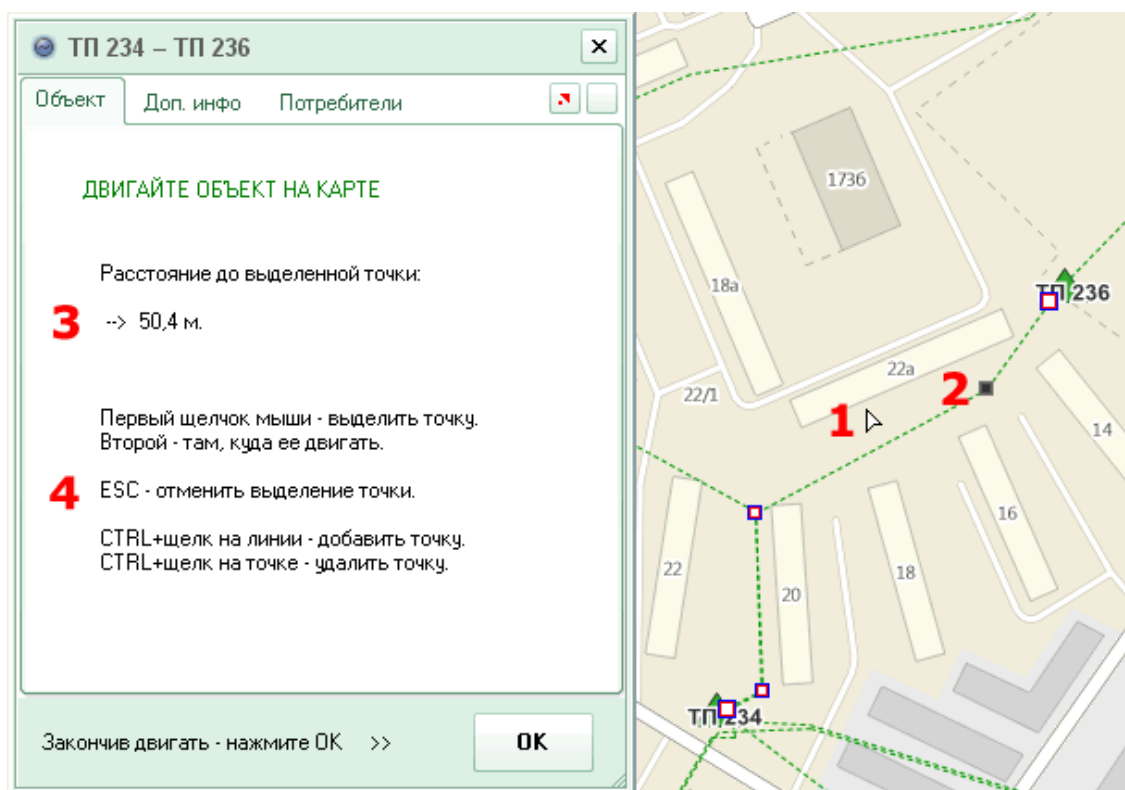 ТП 234 – ТП 236
Объект Доп. инфо Потребители
ДВИГАЙТЕ ОБЪЕКТ НА КАРТЕ
Расстояние до выделенной точки:
3 --> 50,4 м.
Первый щелчок мыши - выделить точку.
Второй - там, куда ее двигать.
4 ESC - отменить выделение точки.
CTRL+щелк на линии - добавить точку.
CTRL+щелк на точке - удалить точку.
Закончив двигать - нажмите ОК >>
OK
173б
18а
ТП 236
22а
22/1
2
1
14
16
22
18
20
ТП 234